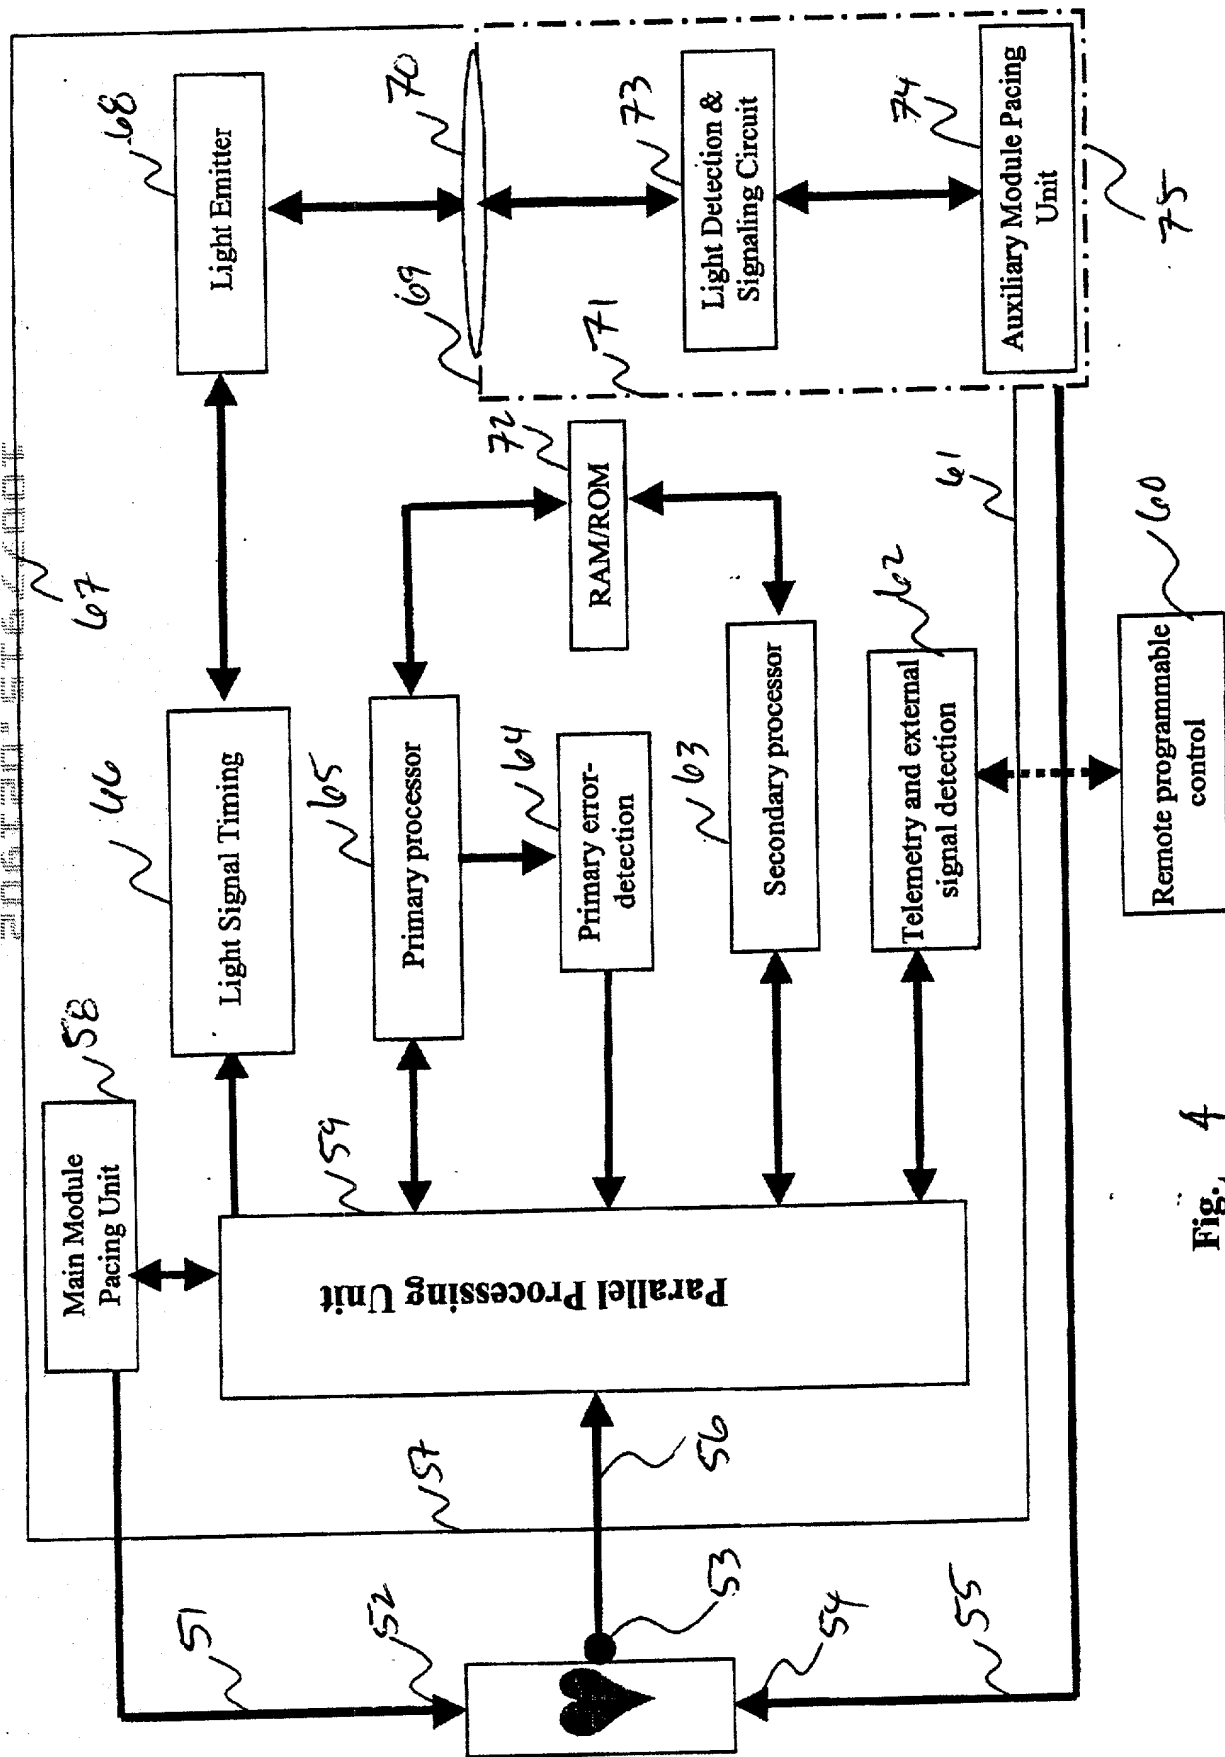 67
58
Main Module
Pacing Unit
46
Light Signal Timing
68
Light Emitter
59
Parallel Processing Unit
65
Primary processor
64
Primary error-
detection
72
RAM/ROM
63
Secondary processor
62
Telemetry and external
signal detection
69
70
71
73
Light Detection &
Signaling Circuit
74
Auxiliary Module Pacing
Unit
75
61
60
Remote programmable
control
57
56
51
52
53
54
55
Fig. 4